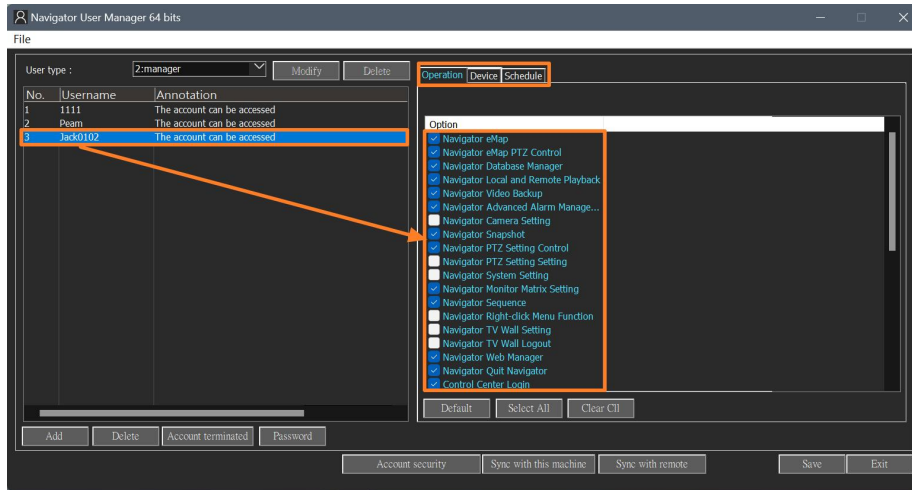 Navigator User Manager 64 bits
File
User type : 2:manager Modify Delete
Operation Device Schedule
No. Username Annotation
1 1111 The account can be accessed
2 Peam The account can be accessed
3 Jack0102 The account can be accessed
Option
Navigator eMap
Navigator eMap PTZ Control
Navigator Database Manager
Navigator Local and Remote Playback
Navigator Video Backup
Navigator Advanced Alarm Manage...
Navigator Camera Setting
Navigator Snapshot
Navigator PTZ Setting Control
Navigator PTZ Setting Setting
Navigator System Setting
Navigator Monitor Matrix Setting
Navigator Sequence
Navigator Right-click Menu Function
Navigator TV Wall Setting
Navigator TV Wall Logout
Navigator Web Manager
Navigator Quit Navigator
Control Center Login
Default Select All Clear Cll
Add Delete Account terminated Password
Account security Sync with this machine Sync with remote Save Exit